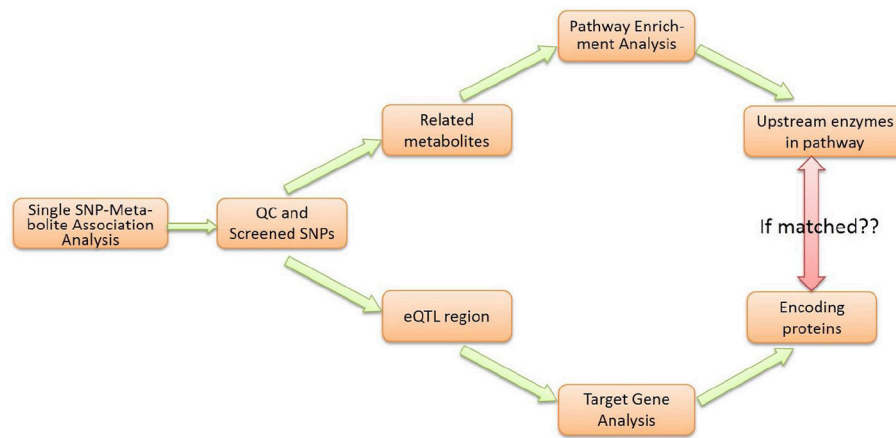 Pathway Enrich-
ment Analysis
Related
metabolites
Upstream enzymes
in pathway
Single SNP-Meta-
bolite Association
Analysis
QC and
Screened SNPs
If matched??
eQTL region
Encoding
proteins
Target Gene
Analysis